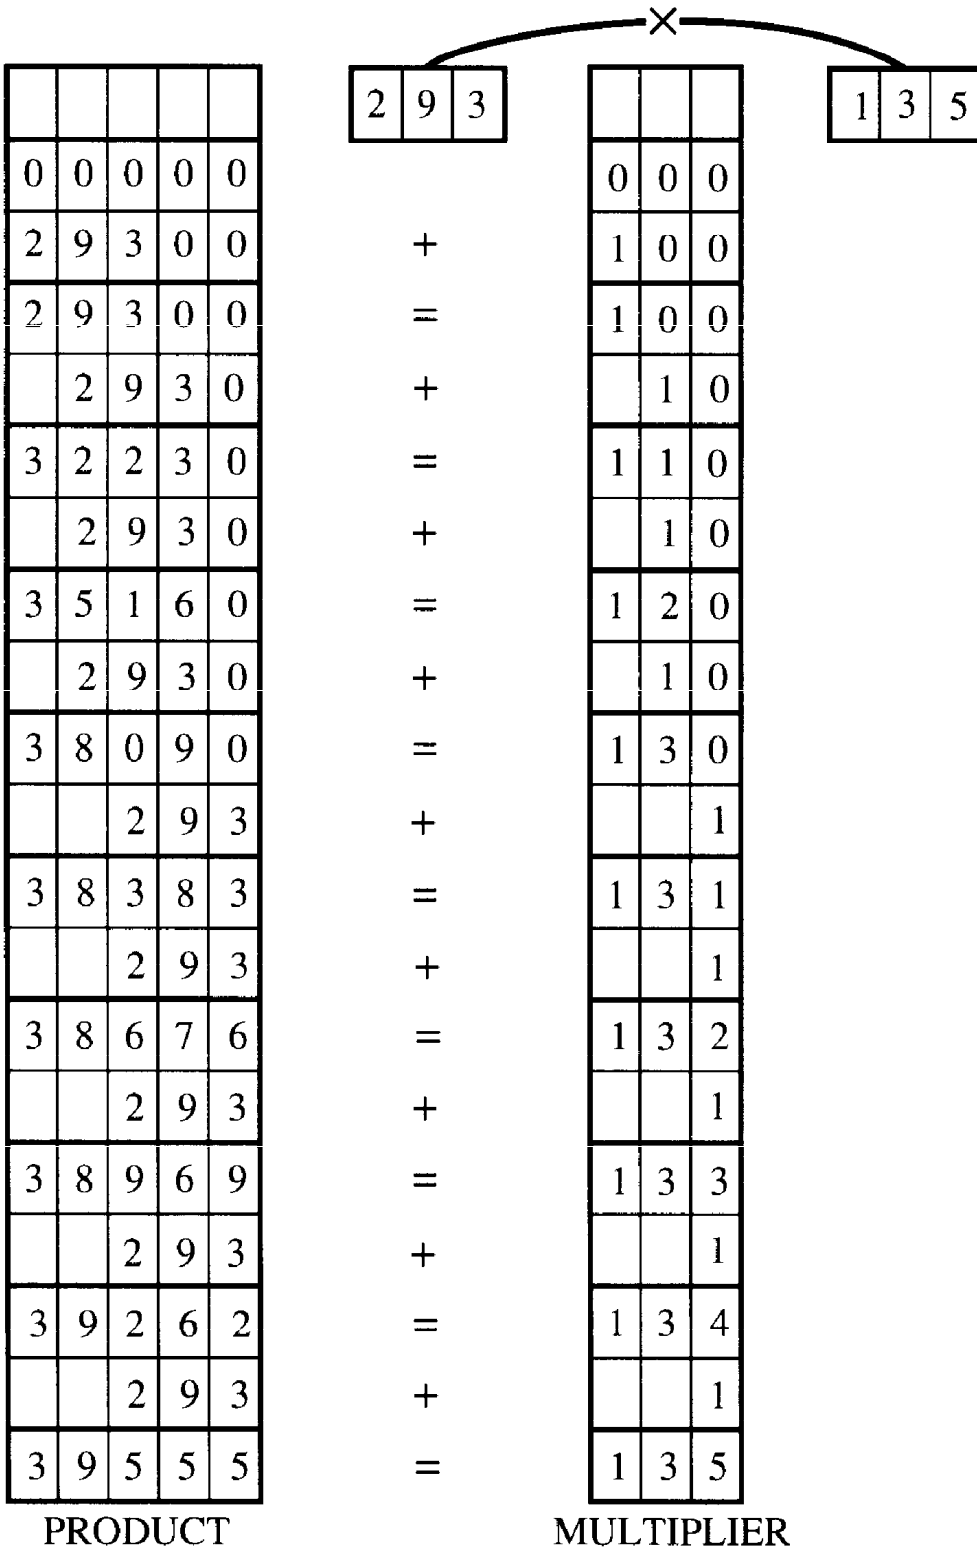 ×
2 9 3 1 3 5
0 0 0 0 0 0 0 0
2 9 3 0 0 + 1 0 0
2 9 3 0 0 = 1 0 0
2 9 3 0 + 1 0
3 2 2 3 0 = 1 1 0
2 9 3 0 + 1 0
3 5 1 6 0 = 1 2 0
2 9 3 0 + 1 0
3 8 0 9 0 = 1 3 0
2 9 3 + 1
3 8 3 8 3 = 1 3 1
2 9 3 + 1
3 8 6 7 6 = 1 3 2
2 9 3 + 1
3 8 9 6 9 = 1 3 3
2 9 3 + 1
3 9 2 6 2 = 1 3 4
2 9 3 + 1
3 9 5 5 5 = 1 3 5
PRODUCT MULTIPLIER